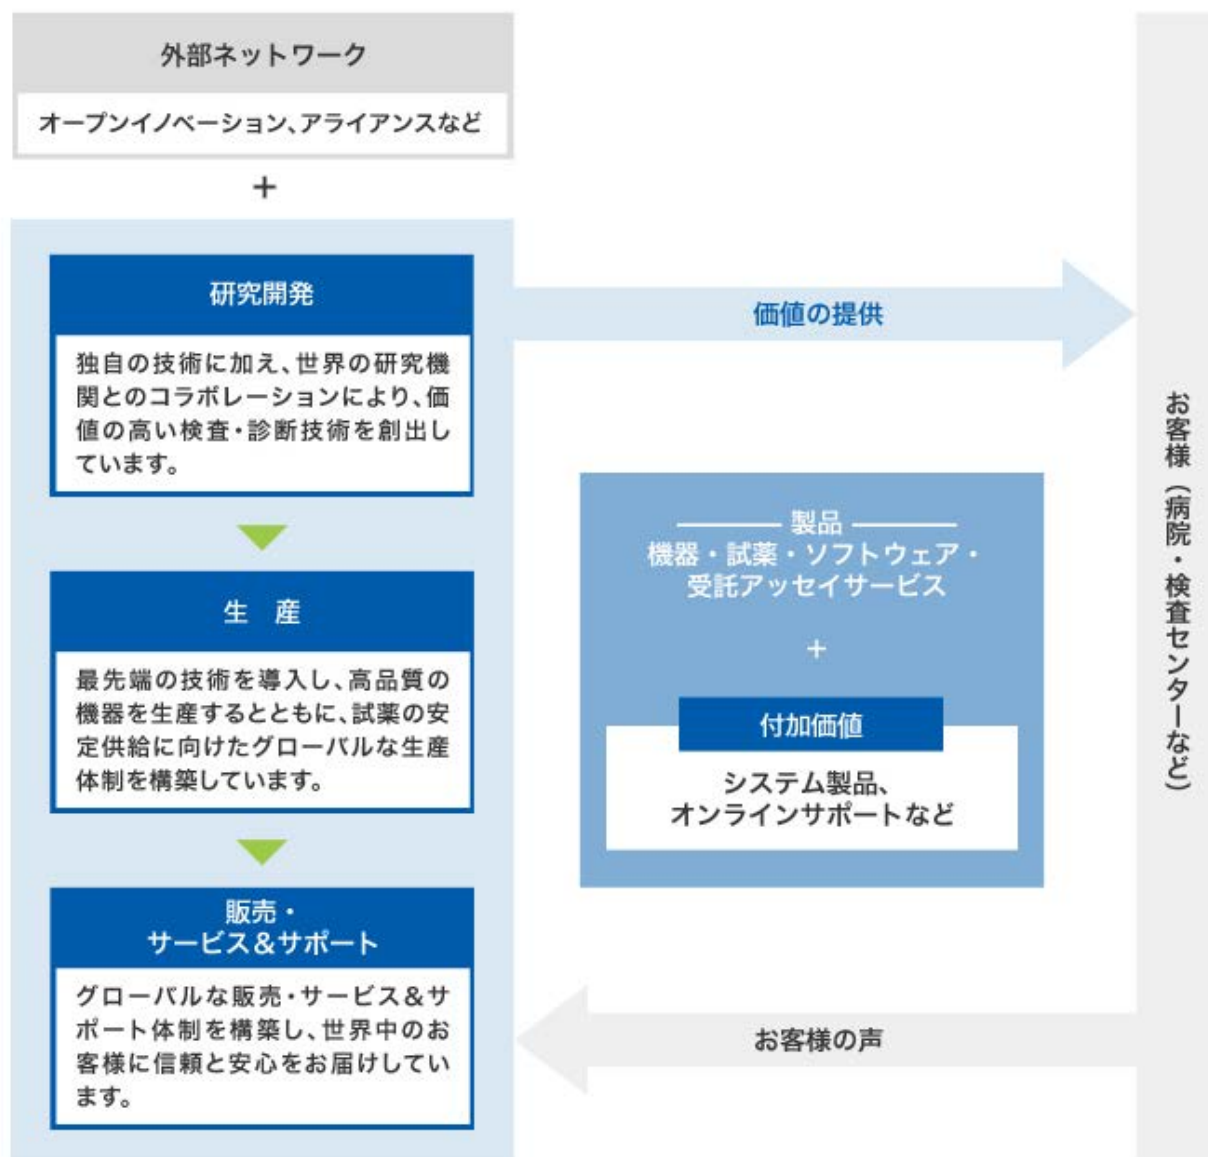 外部ネットワーク
オープンイノベーション、アライアンスなど
+
研究開発
独自の技術に加え、世界の研究機
関とのコラボレーションにより、価
値の高い検査・診断技術を創出し
ています。
生 産
最先端の技術を導入し、高品質の
機器を生産するとともに、試薬の安
定供給に向けたグローバルな生産
体制を構築しています。
販売・
サービス&サポート
グローバルな販売・サービス&サ
ポート体制を構築し、世界中のお
客様に信頼と安心をお届けしてい
ます。
価値の提供
製品
機器・試薬・ソフトウェア・
受託アッセイサービス
+
付加価値
システム製品、
オンラインサポートなど
お客様の声
お客様(病院・検査センターなど)